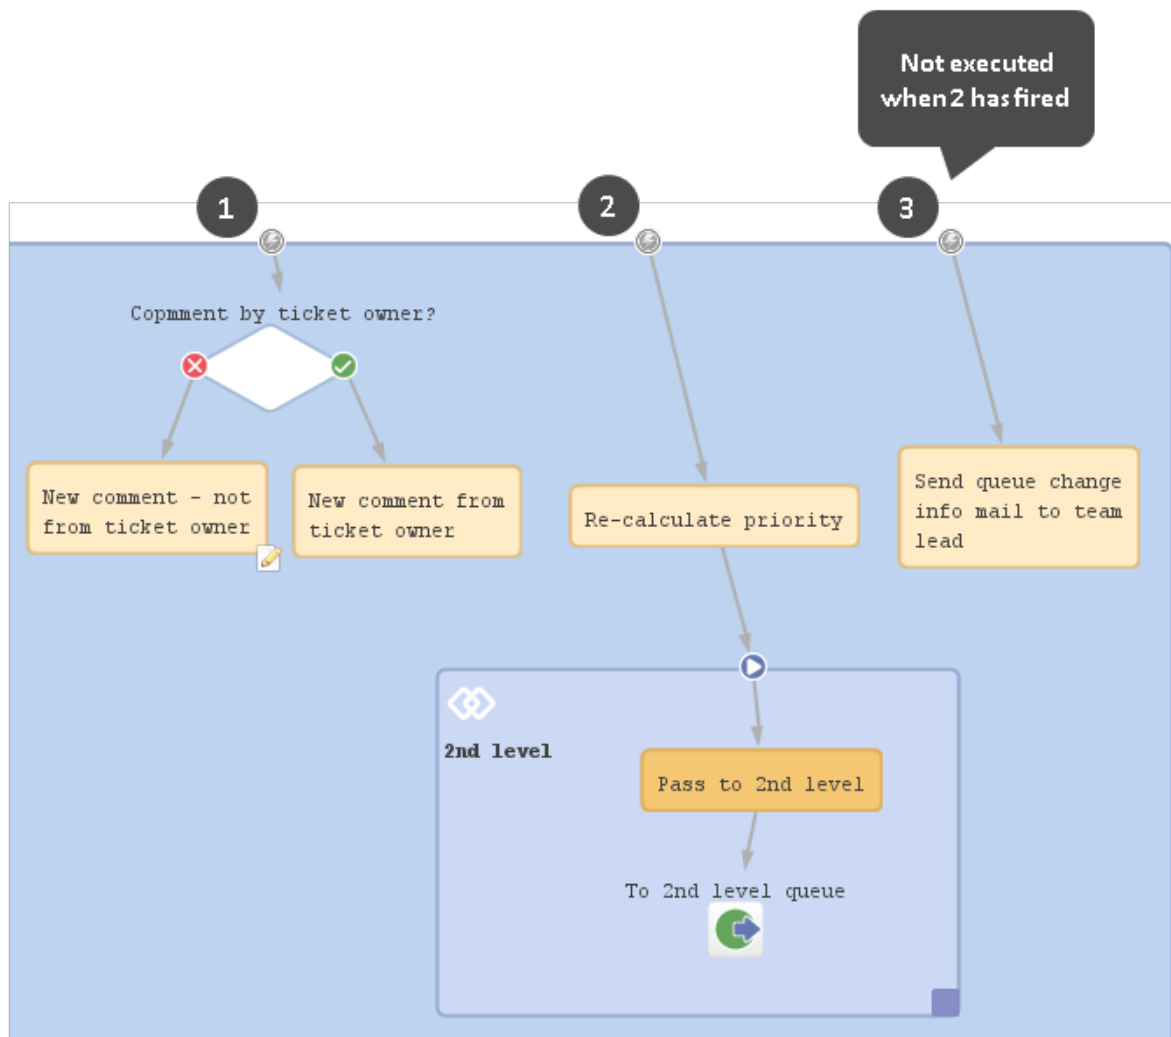 Not executed
when 2 has fired
1
2
3
Copmment by ticket owner?
New comment - not
from ticket owner
New comment from
ticket owner
Re-calculate priority
Send queue change
info mail to team
lead
2nd level
Pass to 2nd level
To 2nd level queue